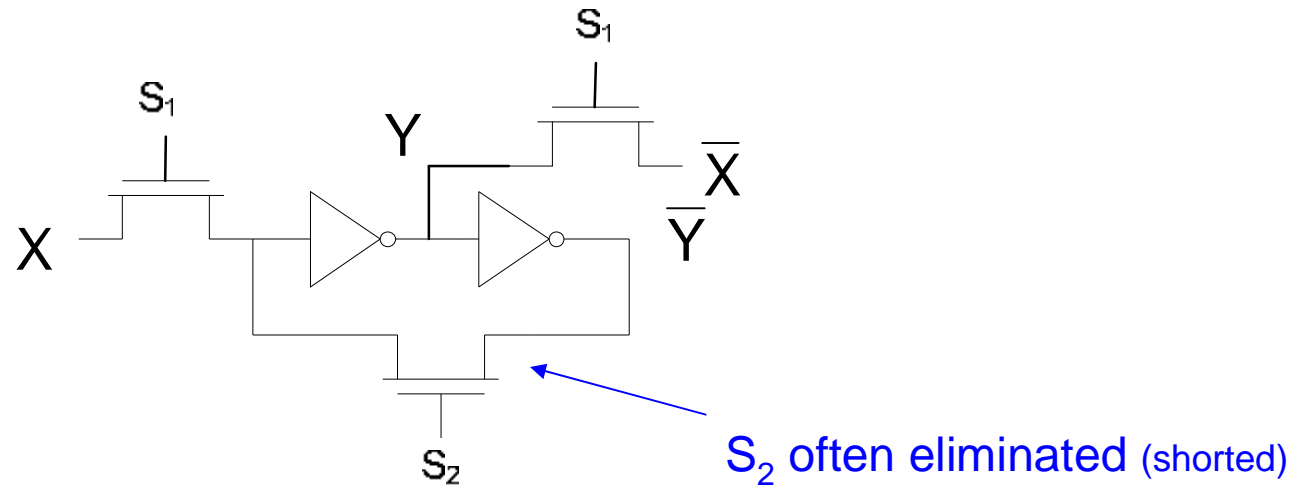 S₁
S₁
Y
X̅
X
Y̅
S₂
S₂ often eliminated (shorted)